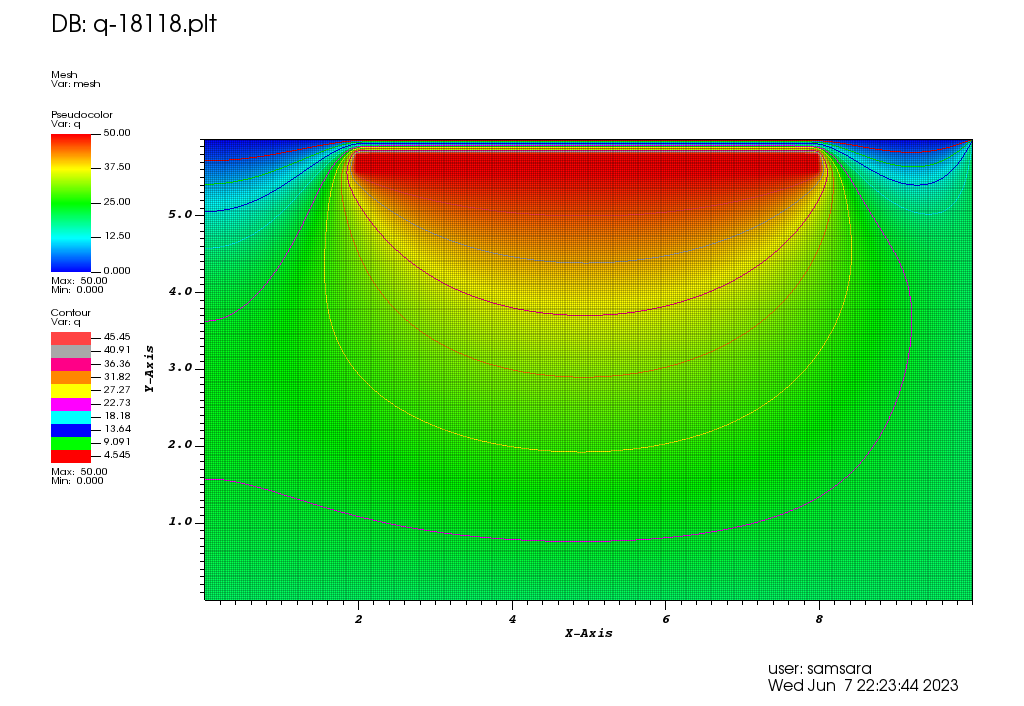 DB: q-18118.plt
Mesh
Var: mesh
Pseudocolor
Var: q
50.00
37.50
25.00
12.50
0.000
Max: 50.00
Min: 0.000
Contour
Var: q
45.45
40.91
36.36
31.82
27.27
22.73
18.18
13.64
9.091
4.545
Max: 50.00
Min: 0.000
Y-Axis
5.0
4.0
3.0
2.0
1.0
2 4 6 8
X-Axis
user: samsara
Wed Jun 7 22:23:44 2023